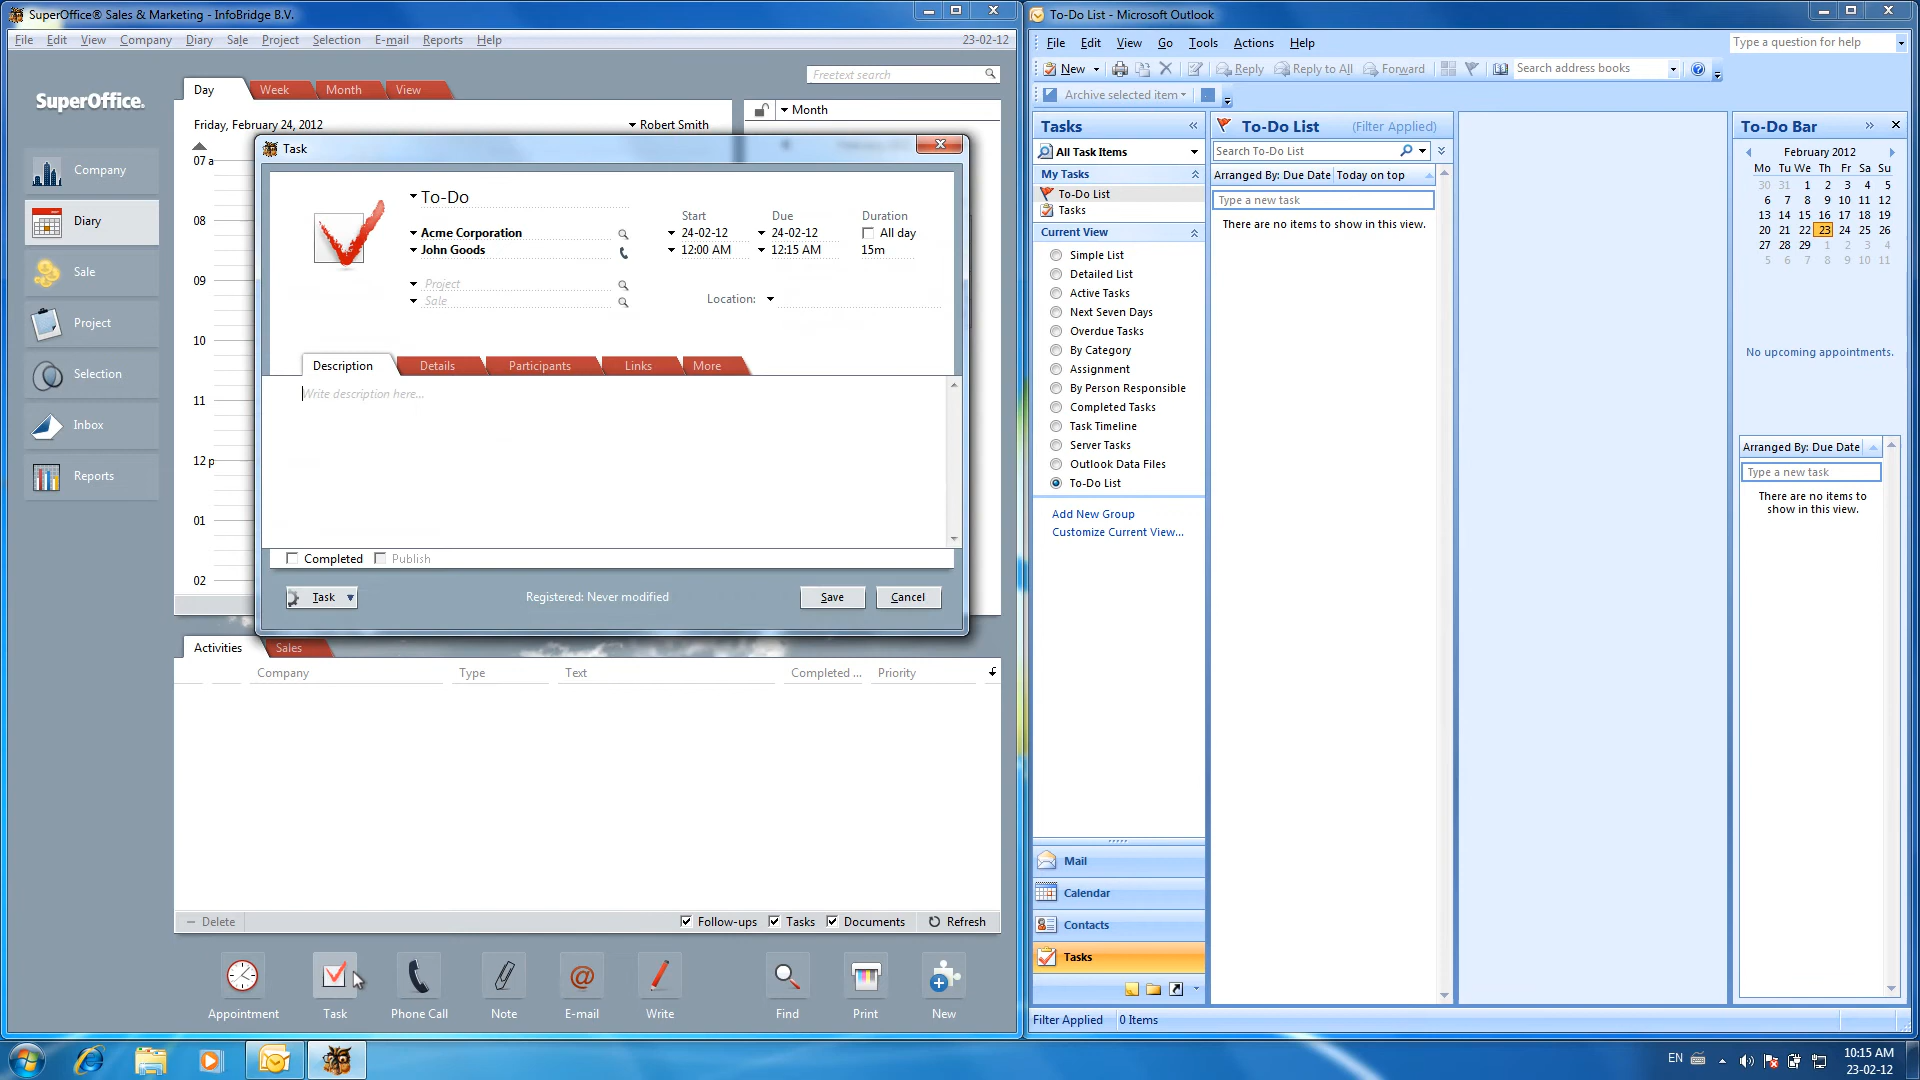 SuperOffice® Sales & Marketing - InfoBridge B.V.
File Edit View Company Diary Sale Project Selection E-mail Reports Help 23-02-12
Freetext search
SuperOffice.
Day Week Month View
Friday, February 24, 2012 Robert Smith
Month
Company
Diary
Sale
Project
Selection
Inbox
Reports
07 a
08
09
10
11
12 p
01
02
Task
To-Do
Acme Corporation
John Goods
Project
Sale
Start Due Duration
24-02-12 24-02-12 All day
12:00 AM 12:15 AM 15m
Location:
Description Details Participants Links More
Write description here...
Completed Publish
Task Registered: Never modified Save Cancel
Activities Sales
Company Type Text Completed ... Priority
Delete Follow-ups Tasks Documents Refresh
Appointment Task Phone Call Note E-mail Write Find Print New
To-Do List - Microsoft Outlook
File Edit View Go Tools Actions Help Type a question for help
New Reply Reply to All Forward Search address books
Archive selected item
Tasks
All Task Items
My Tasks
To-Do List
Tasks
Current View
Simple List
Detailed List
Active Tasks
Next Seven Days
Overdue Tasks
By Category
Assignment
By Person Responsible
Completed Tasks
Task Timeline
Server Tasks
Outlook Data Files
To-Do List
Add New Group
Customize Current View...
Mail
Calendar
Contacts
Tasks
Filter Applied 0 Items
To-Do List (Filter Applied)
Search To-Do List
Arranged By: Due Date Today on top
Type a new task
There are no items to show in this view.
To-Do Bar
February 2012
Mo Tu We Th Fr Sa Su
30 31 1 2 3 4 5
6 7 8 9 10 11 12
13 14 15 16 17 18 19
20 21 22 23 24 25 26
27 28 29 1 2 3 4
5 6 7 8 9 10 11
No upcoming appointments.
Arranged By: Due Date
Type a new task
There are no items to
show in this view.
EN 10:15 AM
23-02-12